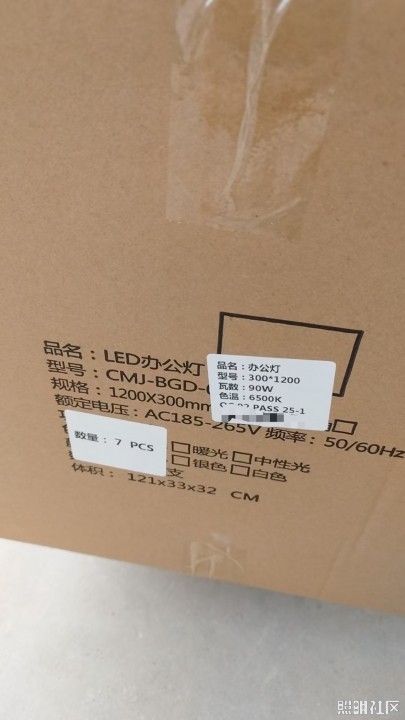 品名：LED办公灯
型号：CMJ-BGD-
规格：1200X300mm
额定电压：AC185-265V 频率：50/60Hz
暖光 中性光
银色 白色
支
体积：121x33x32 CM
品名：办公灯
型号：300*1200
瓦数：90W
色温：6500K
PASS 25-1
数量：7 PCS
照明社区